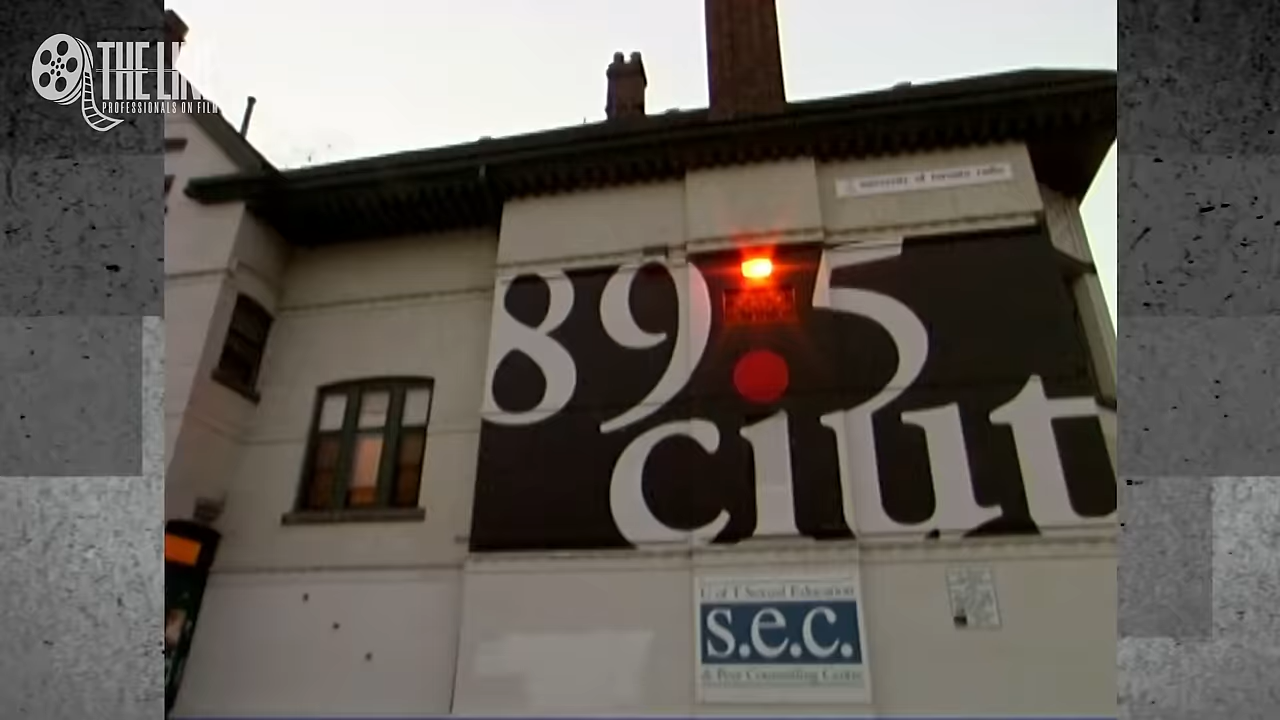 THE LINK
PROFESSIONALS ON FILM
university of toronto radio
89.5
ciut
U of T Sexual Education
s.e.c.
& Peer Counselling Centre